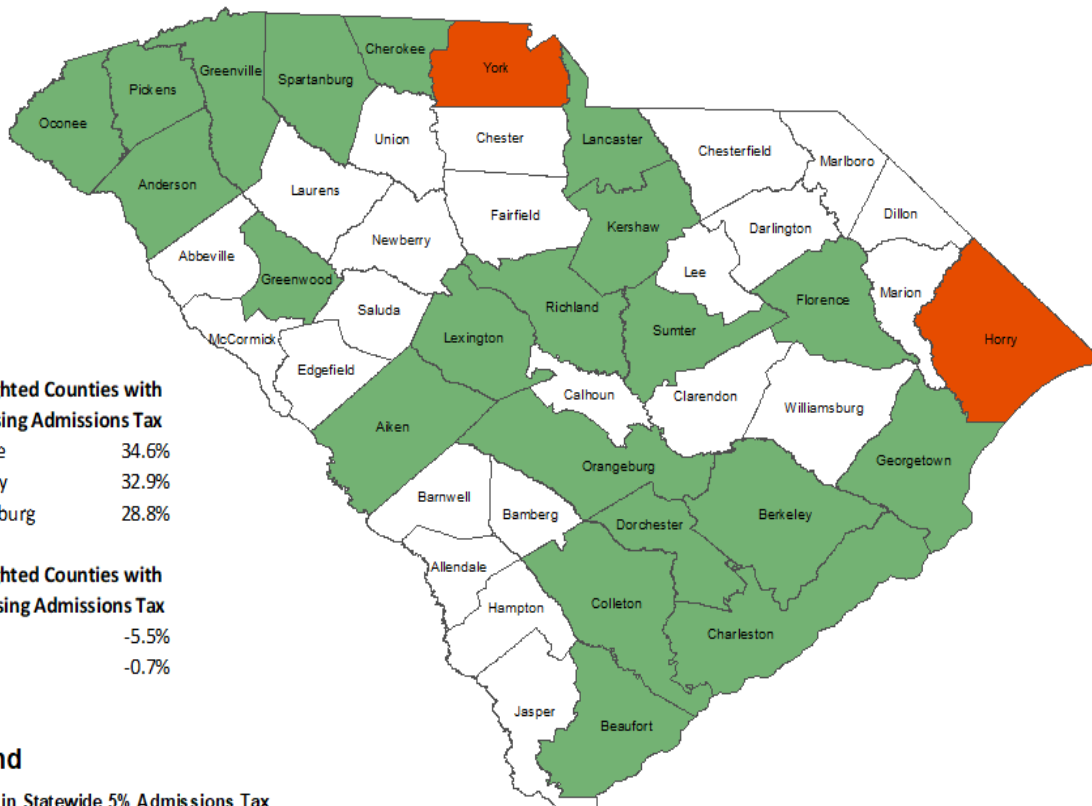 Cherokee
York
Greenville
Spartanburg
Pickens
Oconee
Union
Chester
Lancaster
Chesterfield
Marlboro
Anderson
Laurens
Fairfield
Kershaw
Darlington
Dillon
Abbeville
Newberry
Lee
Greenwood
Saluda
Richland
Florence
Marion
McCormick
Lexington
Sumter
Horry
Edgefield
Calhoun
Clarendon
Williamsburg
Aiken
Orangeburg
Georgetown
Barnwell
Bamberg
Dorchester
Berkeley
Allendale
Hampton
Colleton
Charleston
Jasper
Beaufort
ghted Counties with
sing Admissions Tax
e 34.6%
y 32.9%
burg 28.8%
ghted Counties with
sing Admissions Tax
-5.5%
-0.7%
nd
in Statewide 5% Admissions Tax